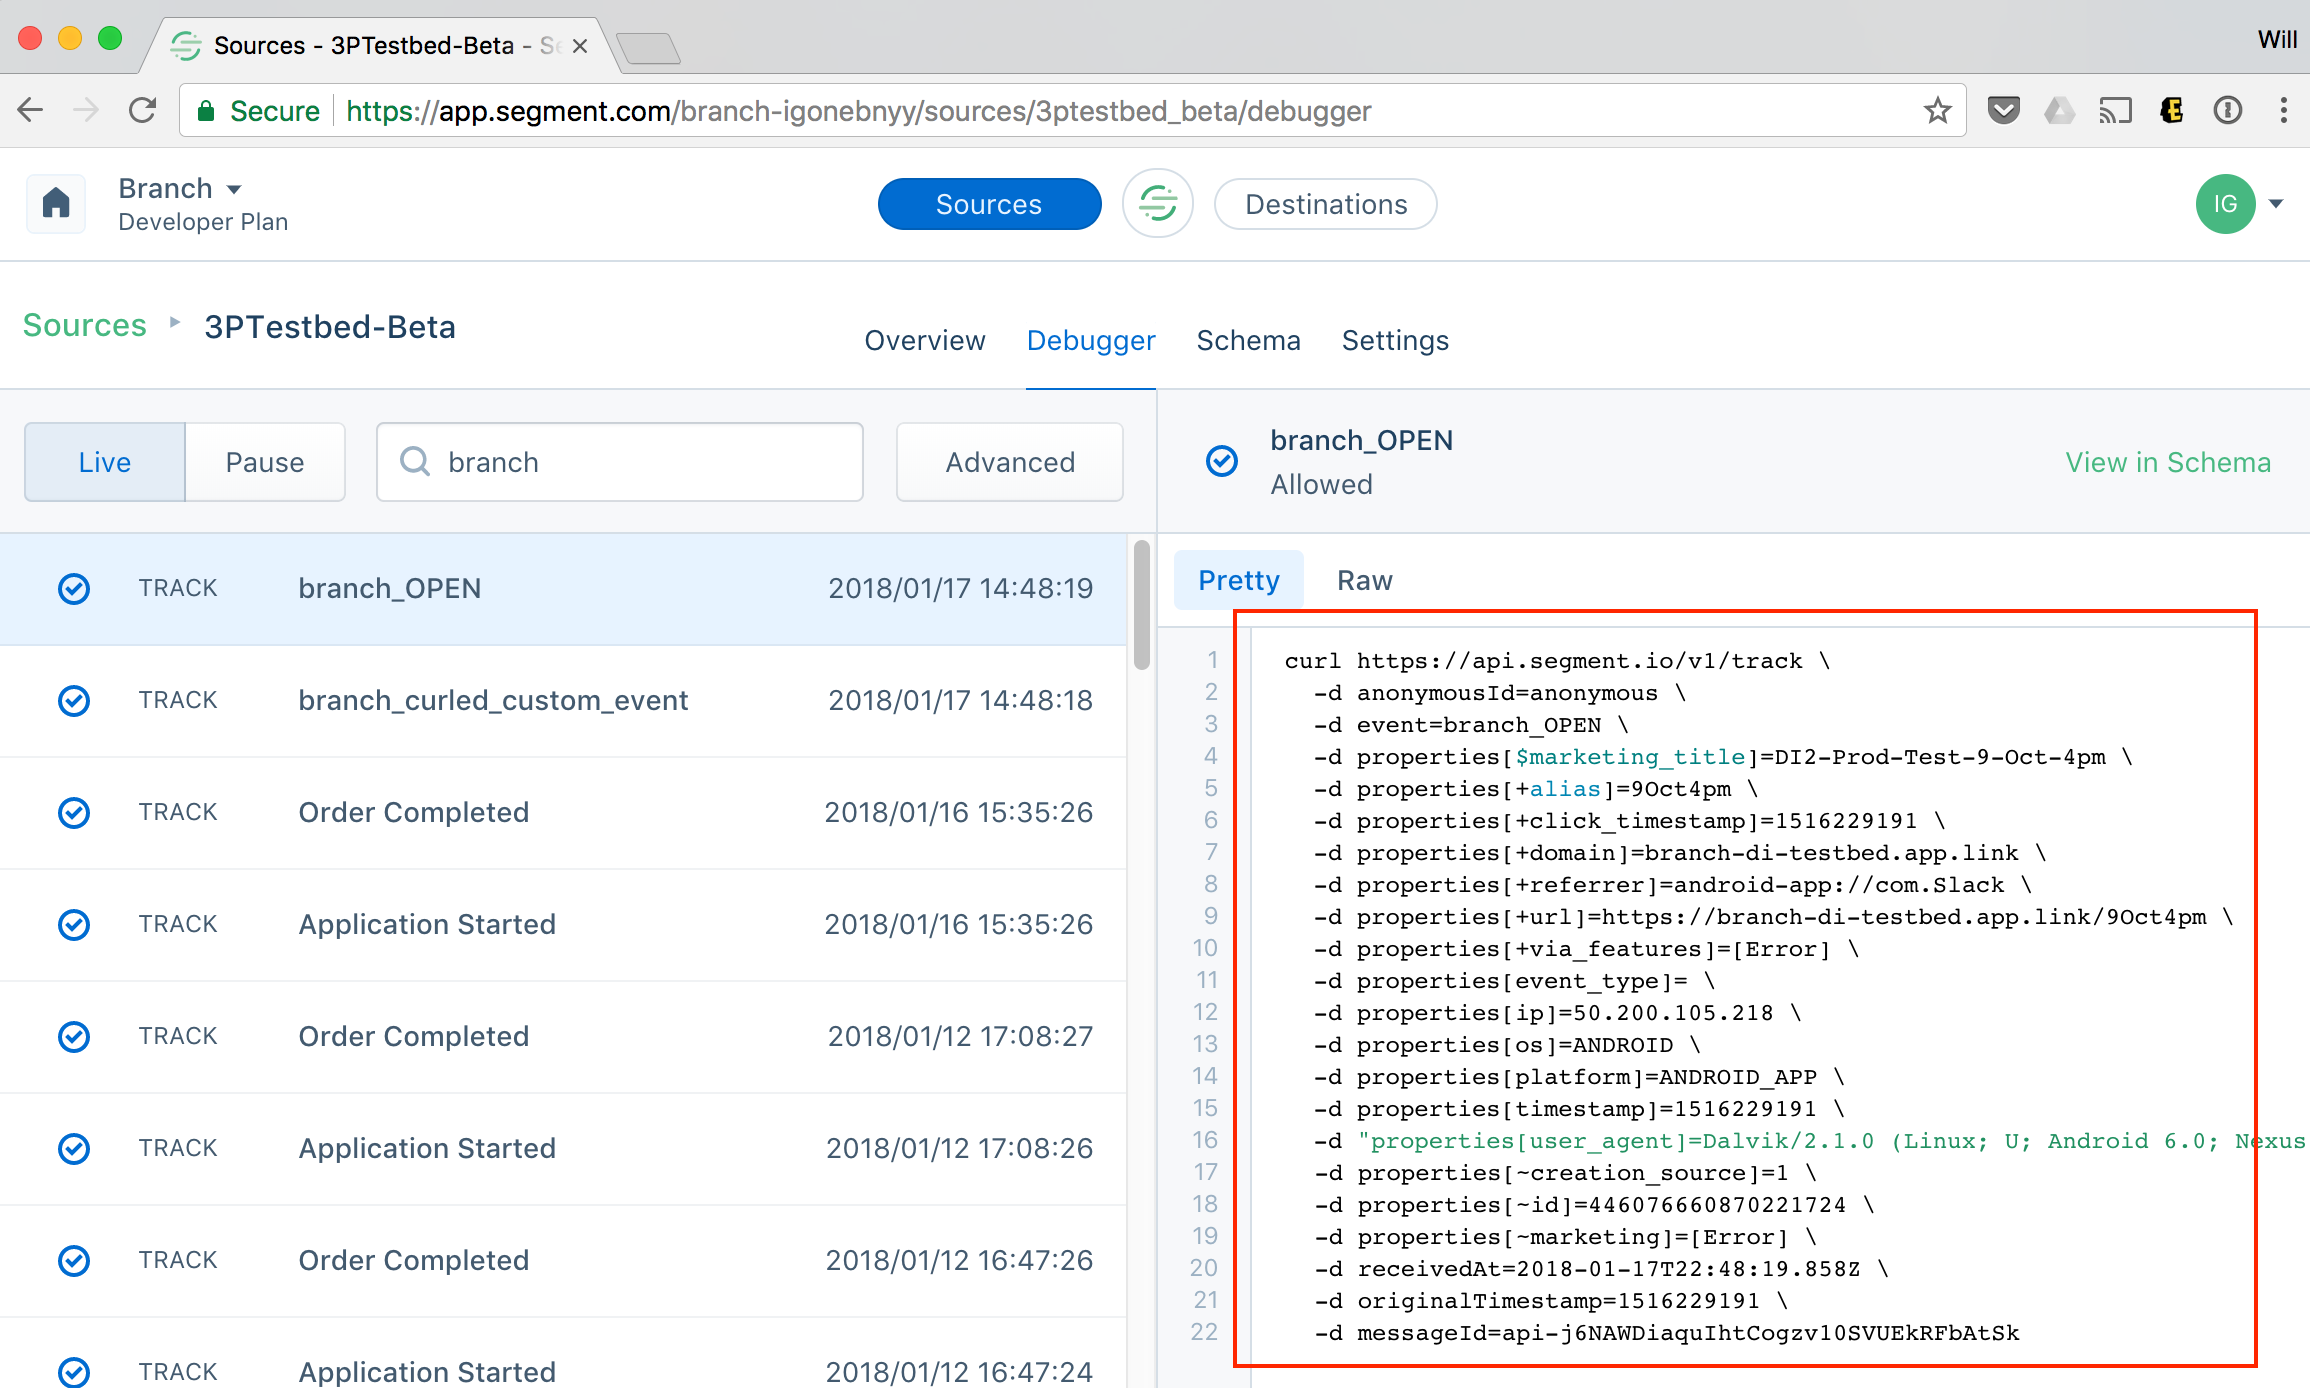 Sources - 3PTestbed-Beta - Se
Will
Secure https://app.segment.com/branch-igonebnyy/sources/3ptestbed_beta/debugger
Branch
Developer Plan
Sources
Destinations
IG
Sources
3PTestbed-Beta
Overview
Debugger
Schema
Settings
Live
Pause
branch
Advanced
branch_OPEN
Allowed
View in Schema
TRACK branch_OPEN 2018/01/17 14:48:19
TRACK branch_curled_custom_event 2018/01/17 14:48:18
TRACK Order Completed 2018/01/16 15:35:26
TRACK Application Started 2018/01/16 15:35:26
TRACK Order Completed 2018/01/12 17:08:27
TRACK Application Started 2018/01/12 17:08:26
TRACK Order Completed 2018/01/12 16:47:26
TRACK Application Started 2018/01/12 16:47:24
Pretty
Raw
1 curl https://api.segment.io/v1/track \
2 -d anonymousId=anonymous \
3 -d event=branch_OPEN \
4 -d properties[$marketing_title]=DI2-Prod-Test-9-Oct-4pm \
5 -d properties[+alias]=9Oct4pm \
6 -d properties[+click_timestamp]=1516229191 \
7 -d properties[+domain]=branch-di-testbed.app.link \
8 -d properties[+referrer]=android-app://com.Slack \
9 -d properties[+url]=https://branch-di-testbed.app.link/9Oct4pm \
10 -d properties[+via_features]=[Error] \
11 -d properties[event_type]= \
12 -d properties[ip]=50.200.105.218 \
13 -d properties[os]=ANDROID \
14 -d properties[platform]=ANDROID_APP \
15 -d properties[timestamp]=1516229191 \
16 -d "properties[user_agent]=Dalvik/2.1.0 (Linux; U; Android 6.0; Nexus
17 -d properties[~creation_source]=1 \
18 -d properties[~id]=446076660870221724 \
19 -d properties[~marketing]=[Error] \
20 -d receivedAt=2018-01-17T22:48:19.858Z \
21 -d originalTimestamp=1516229191 \
22 -d messageId=api-j6NAWDiaquIhtCogzv10SVUEkRFbAtSk